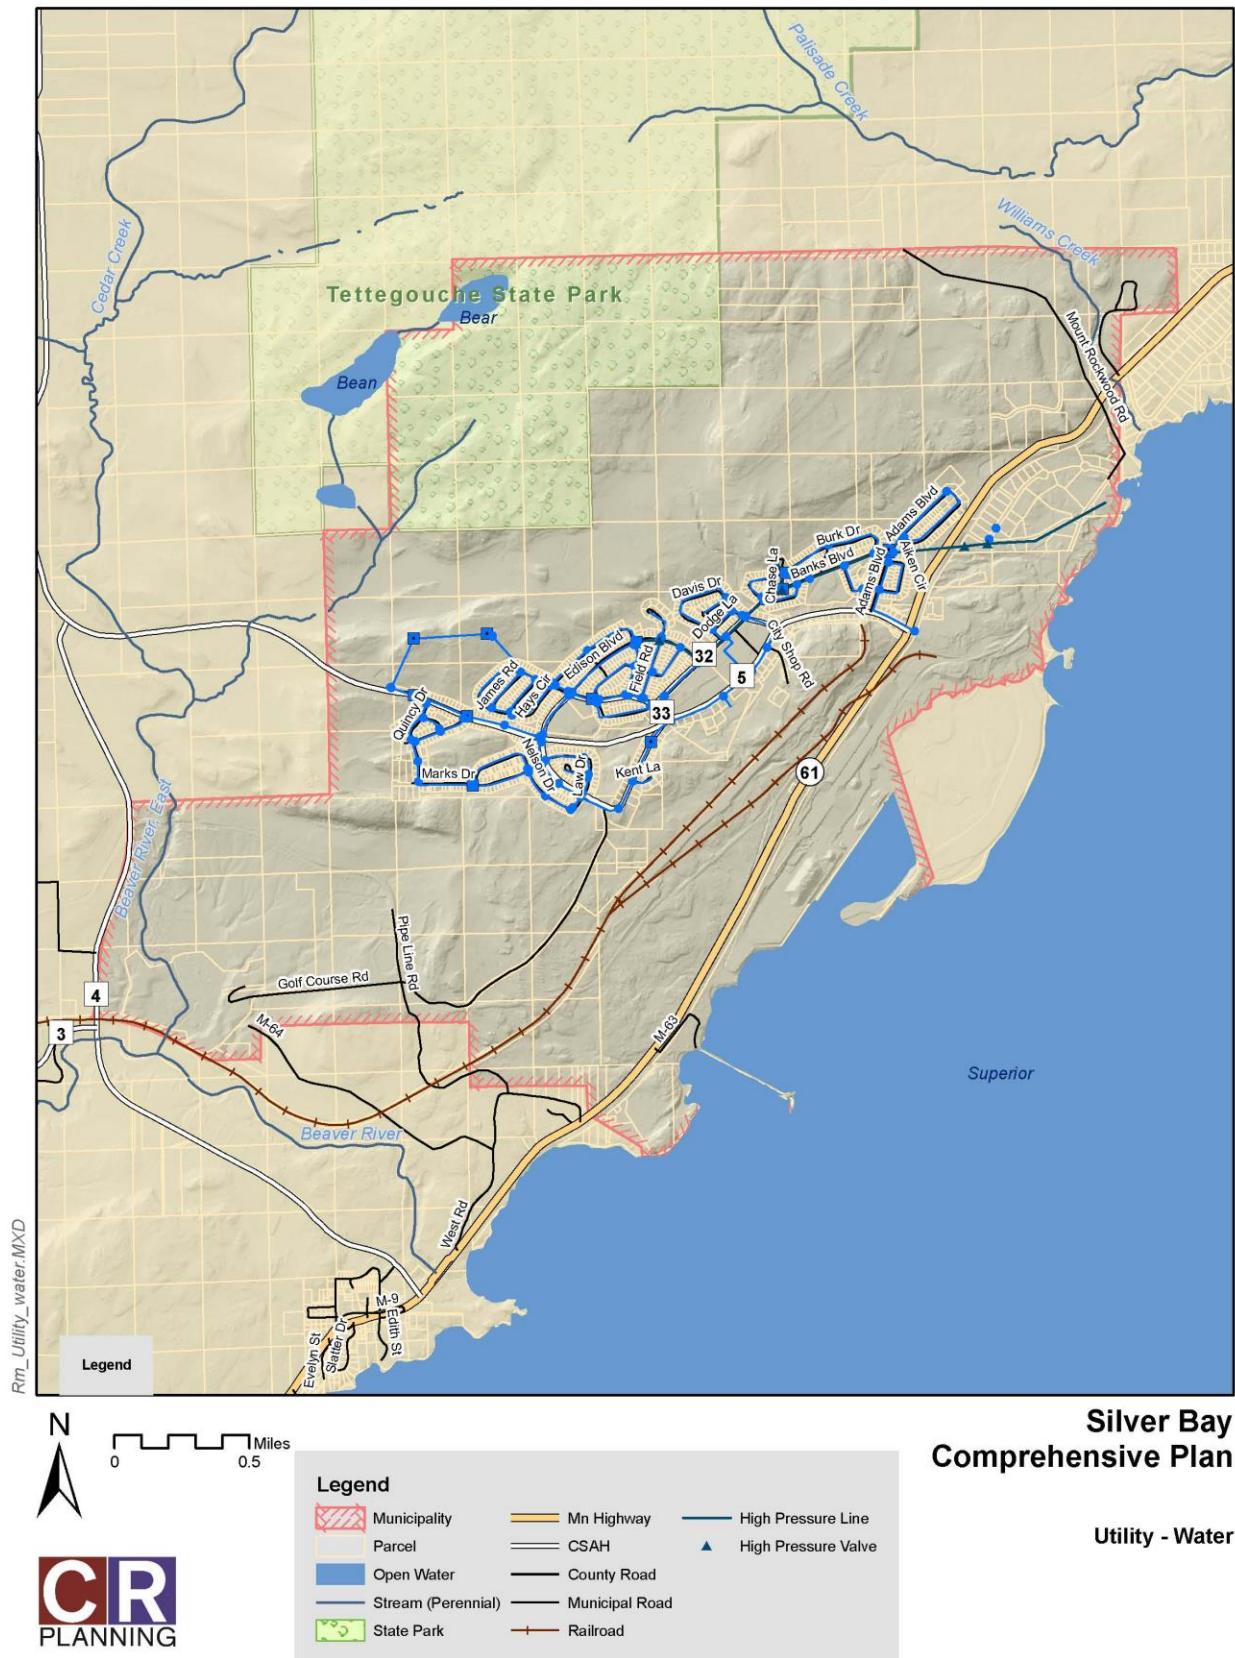 Palisade Creek
Williams Creek
Cedar Creek
Tettegouche State Park
Bear
Bean
Mount Rockwood Rd
Adams Blvd
Burk Dr
Banks Blvd
Aiken Cir
Adams Blvd
Chase La
Davis Dr
Dodge La
City Shop Rd
Edison Blvd
Field Rd
32
5
33
James Rd
Hays Cir
Quincy Dr
Nelson Dr
Law Dr
Kent La
Marks Dr
61
Beaver River, East
Pipe Line Rd
Golf Course Rd
4
3
M-64
M-63
Superior
Beaver River
West Rd
M-9
Edith St
Slatter Dr
Evelyn St
Rm_Utility_water.MXD
Legend
N
Miles
0 0.5
Silver Bay
Comprehensive Plan
Utility - Water
Legend
Municipality
Parcel
Open Water
Stream (Perennial)
State Park
Mn Highway
CSAH
County Road
Municipal Road
Railroad
High Pressure Line
High Pressure Valve
CR
PLANNING